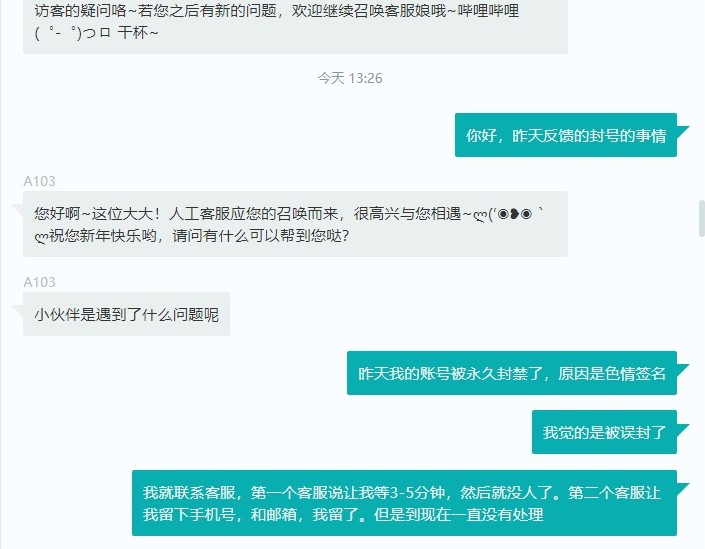 访客的疑问咯~若您之后有新的问题，欢迎继续召唤客服娘哦~哔哩哔哩
(゜-゜)つロ 干杯~
今天 13:26
你好，昨天反馈的封号的事情
A103
您好啊~这位大大！人工客服应您的召唤而来，很高兴与您相遇~ლ(′◉❥◉｀
ლ祝您新年快乐哟，请问有什么可以帮到您哒?
A103
小伙伴是遇到了什么问题呢
昨天我的账号被永久封禁了，原因是色情签名
我觉的是被误封了
我就联系客服，第一个客服说让我等3-5分钟，然后就没人了。第二个客服让
我留下手机号，和邮箱，我留了。但是到现在一直没有处理